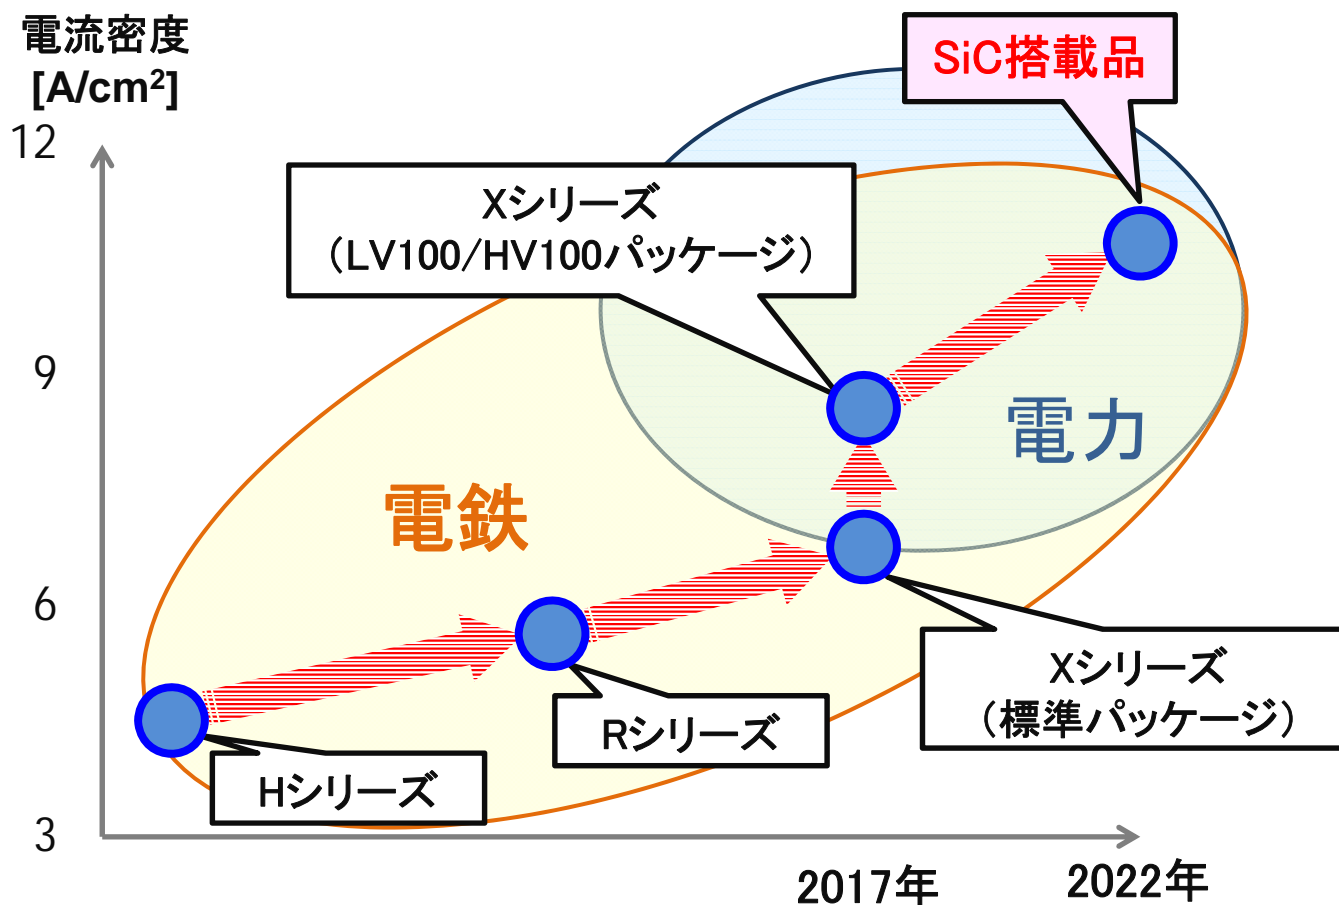 電流密度
[A/cm²]
SiC搭載品
12
Xシリーズ
（LV100/HV100パッケージ）
9
電力
電鉄
6
Xシリーズ
（標準パッケージ）
Rシリーズ
Hシリーズ
3
2017年
2022年